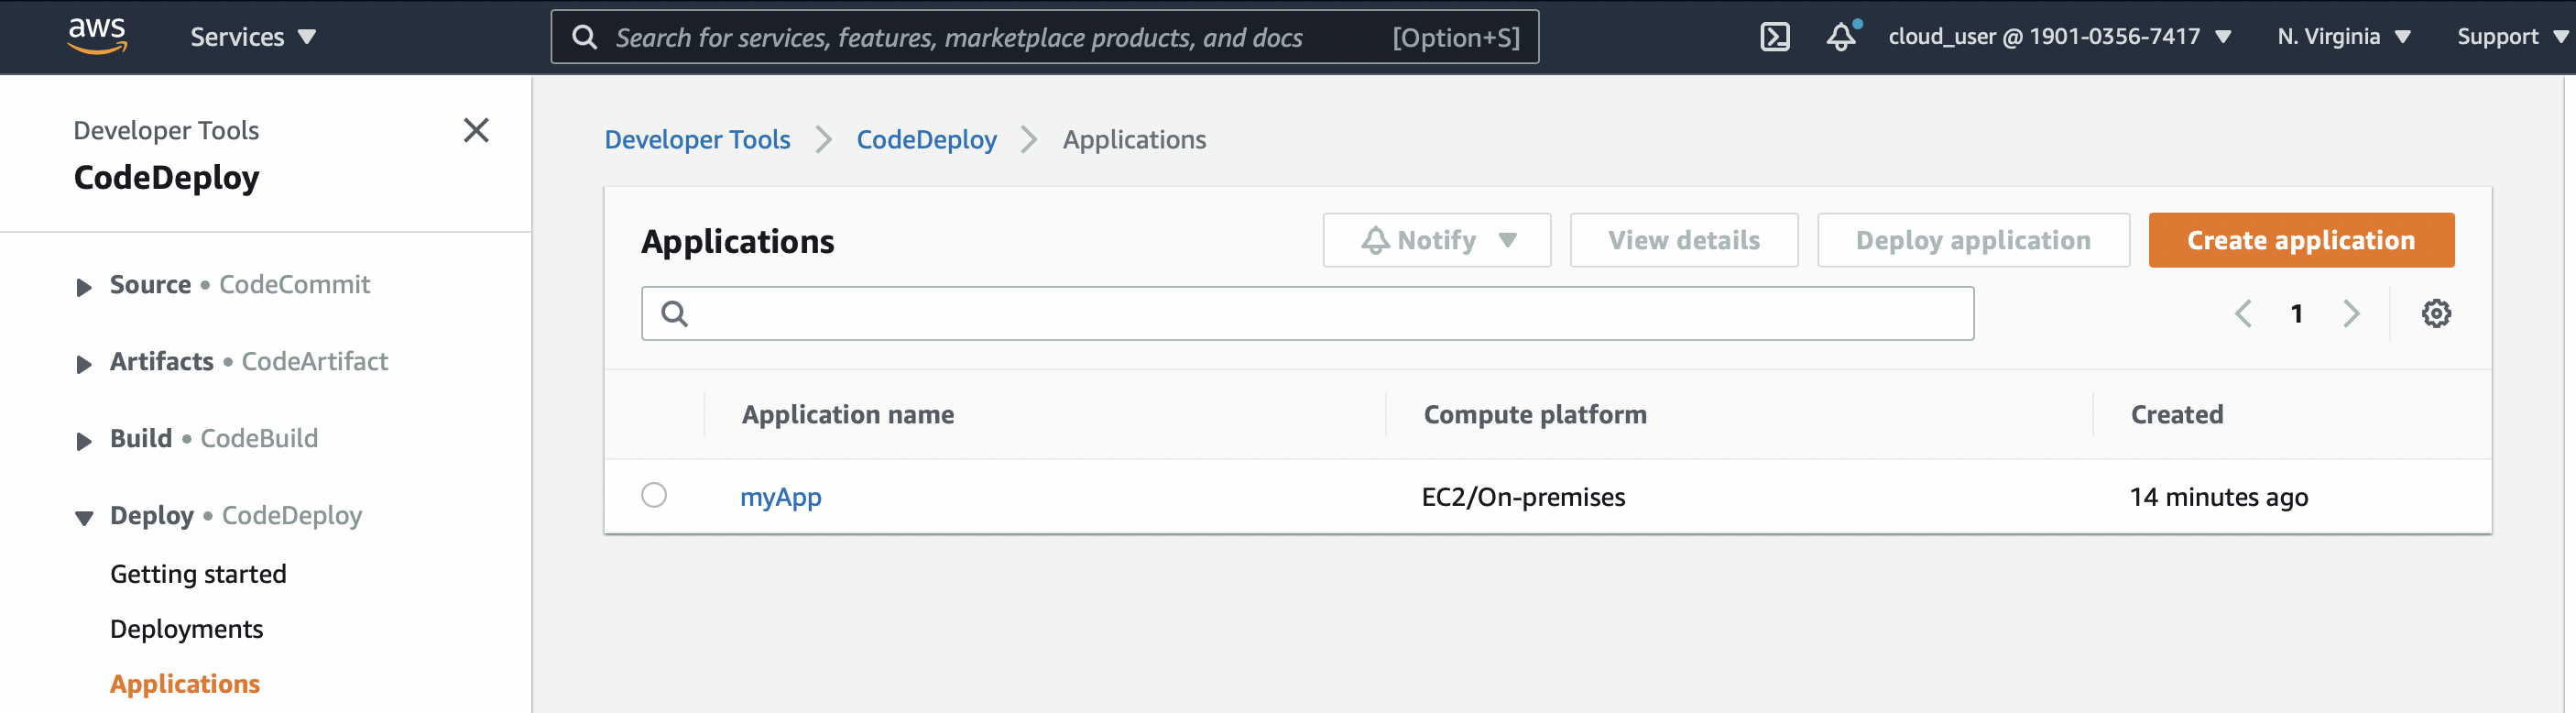 aws Services Search for services, features, marketplace products, and docs [Option+S] cloud_user @ 1901-0356-7417 N. Virginia Support
Developer Tools
CodeDeploy
Source • CodeCommit
Artifacts • CodeArtifact
Build • CodeBuild
Deploy • CodeDeploy
Getting started
Deployments
Applications
Developer Tools > CodeDeploy > Applications
Applications Notify View details Deploy application Create application
1
Application name Compute platform Created
myApp EC2/On-premises 14 minutes ago